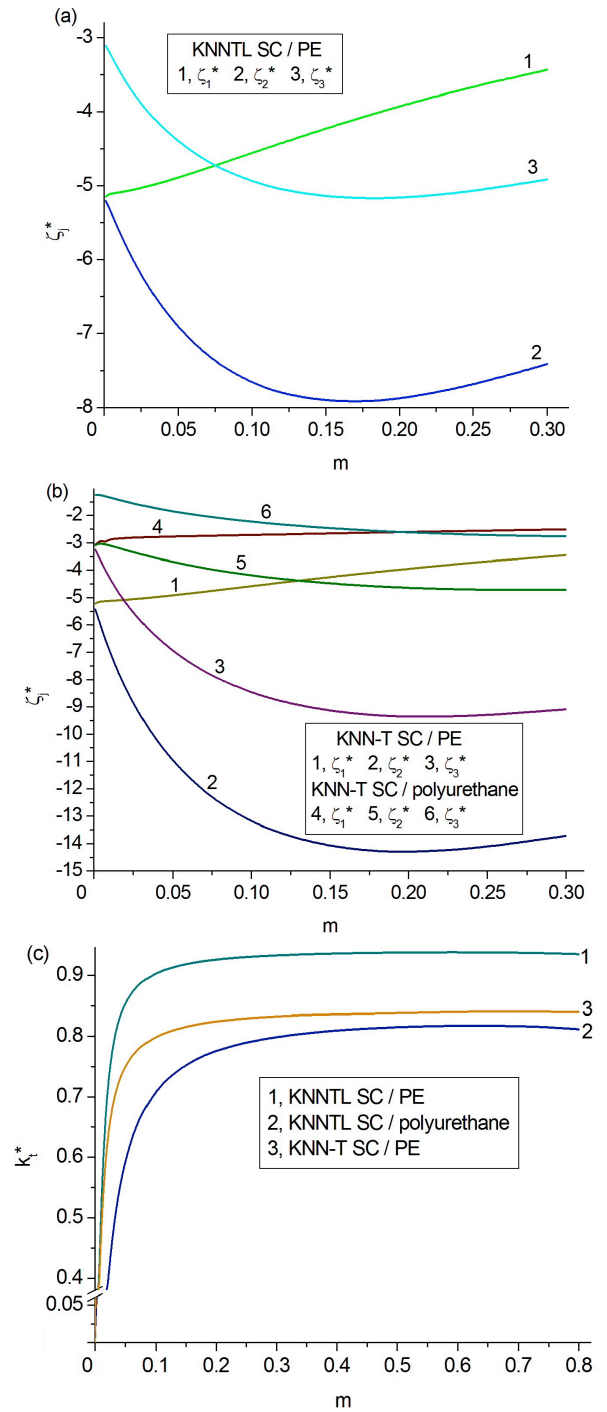 (a)
-3
KNNTL SC / PE
1, ζ1* 2, ζ2* 3, ζ3*
1
-4
-5
3
ζj*
-6
-7
2
-8
0 0.05 0.10 0.15 0.20 0.25 0.30
m
(b)
-2
6
4
-3
5
-4
1
-5
-6
3
-7
-8
ζj*
-9
-10
KNN-T SC / PE
-11
1, ζ1* 2, ζ2* 3, ζ3*
2
-12
KNN-T SC / polyurethane
-13
4, ζ1* 5, ζ2* 6, ζ3*
-14
-15
0 0.05 0.10 0.15 0.20 0.25 0.30
m
(c)
1
0.9
3
0.8
2
0.7
1, KNNTL SC / PE
2, KNNTL SC / polyurethane
3, KNN-T SC / PE
0.6
kt*
0.5
0.4
0.05
0 0.1 0.2 0.3 0.4 0.5 0.6 0.7 0.8
m